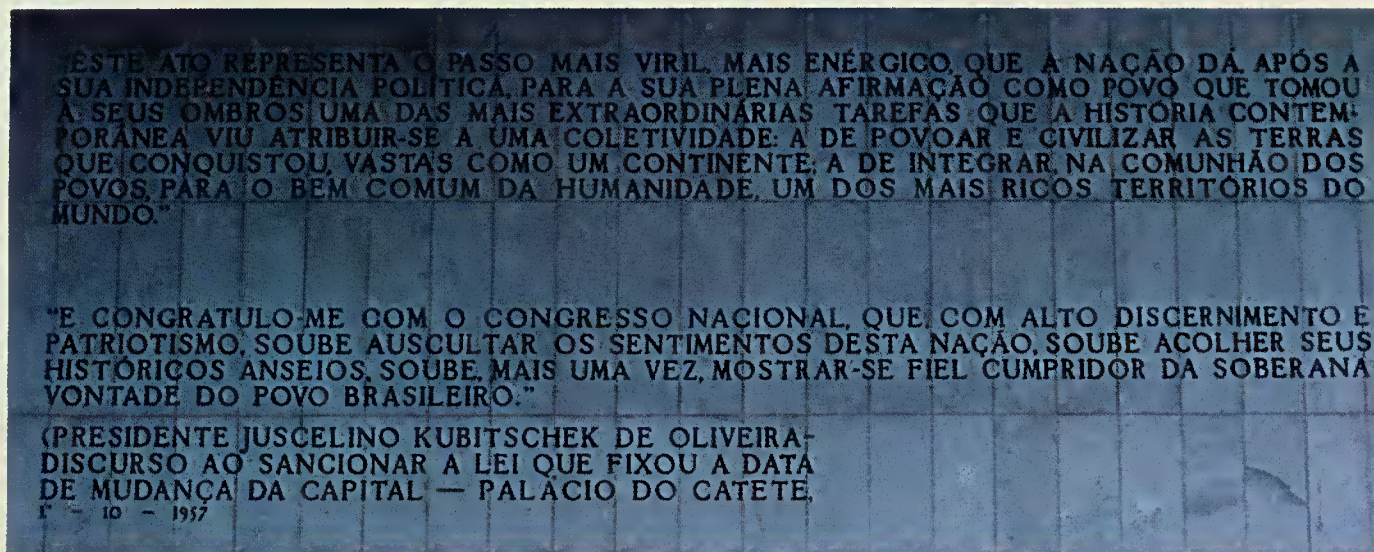 "ÊSTE ATO REPRESENTA O PASSO MAIS VIRIL, MAIS ENÉRGICO, QUE A NAÇÃO DÁ, APÓS A
SUA INDEPENDÊNCIA POLÍTICA, PARA A SUA PLENA AFIRMAÇÃO COMO POVO QUE TOMOU
A SEUS OMBROS UMA DAS MAIS EXTRAORDINÁRIAS TAREFAS QUE A HISTÓRIA CONTEM-
PORÂNEA VIU ATRIBUIR-SE A UMA COLETIVIDADE: A DE POVOAR E CIVILIZAR AS TERRAS
QUE CONQUISTOU, VASTAS COMO UM CONTINENTE; A DE INTEGRAR, NA COMUNHÃO DOS
POVOS, PARA O BEM COMUM DA HUMANIDADE, UM DOS MAIS RICOS TERRITÓRIOS DO
MUNDO."
"E CONGRATULO-ME COM O CONGRESSO NACIONAL, QUE COM ALTO DISCERNIMENTO E
PATRIOTISMO, SOUBE AUSCULTAR OS SENTIMENTOS DESTA NAÇÃO, SOUBE ACOLHER SEUS
HISTÓRICOS ANSEIOS, SOUBE, MAIS UMA VEZ, MOSTRAR-SE FIEL CUMPRIDOR DA SOBERANA
VONTADE DO POVO BRASILEIRO."
(PRESIDENTE JUSCELINO KUBITSCHEK DE OLIVEIRA-
DISCURSO AO SANCIONAR A LEI QUE FIXOU A DATA
DE MUDANÇA DA CAPITAL — PALÁCIO DO CATETE,
1º - 10 - 1957